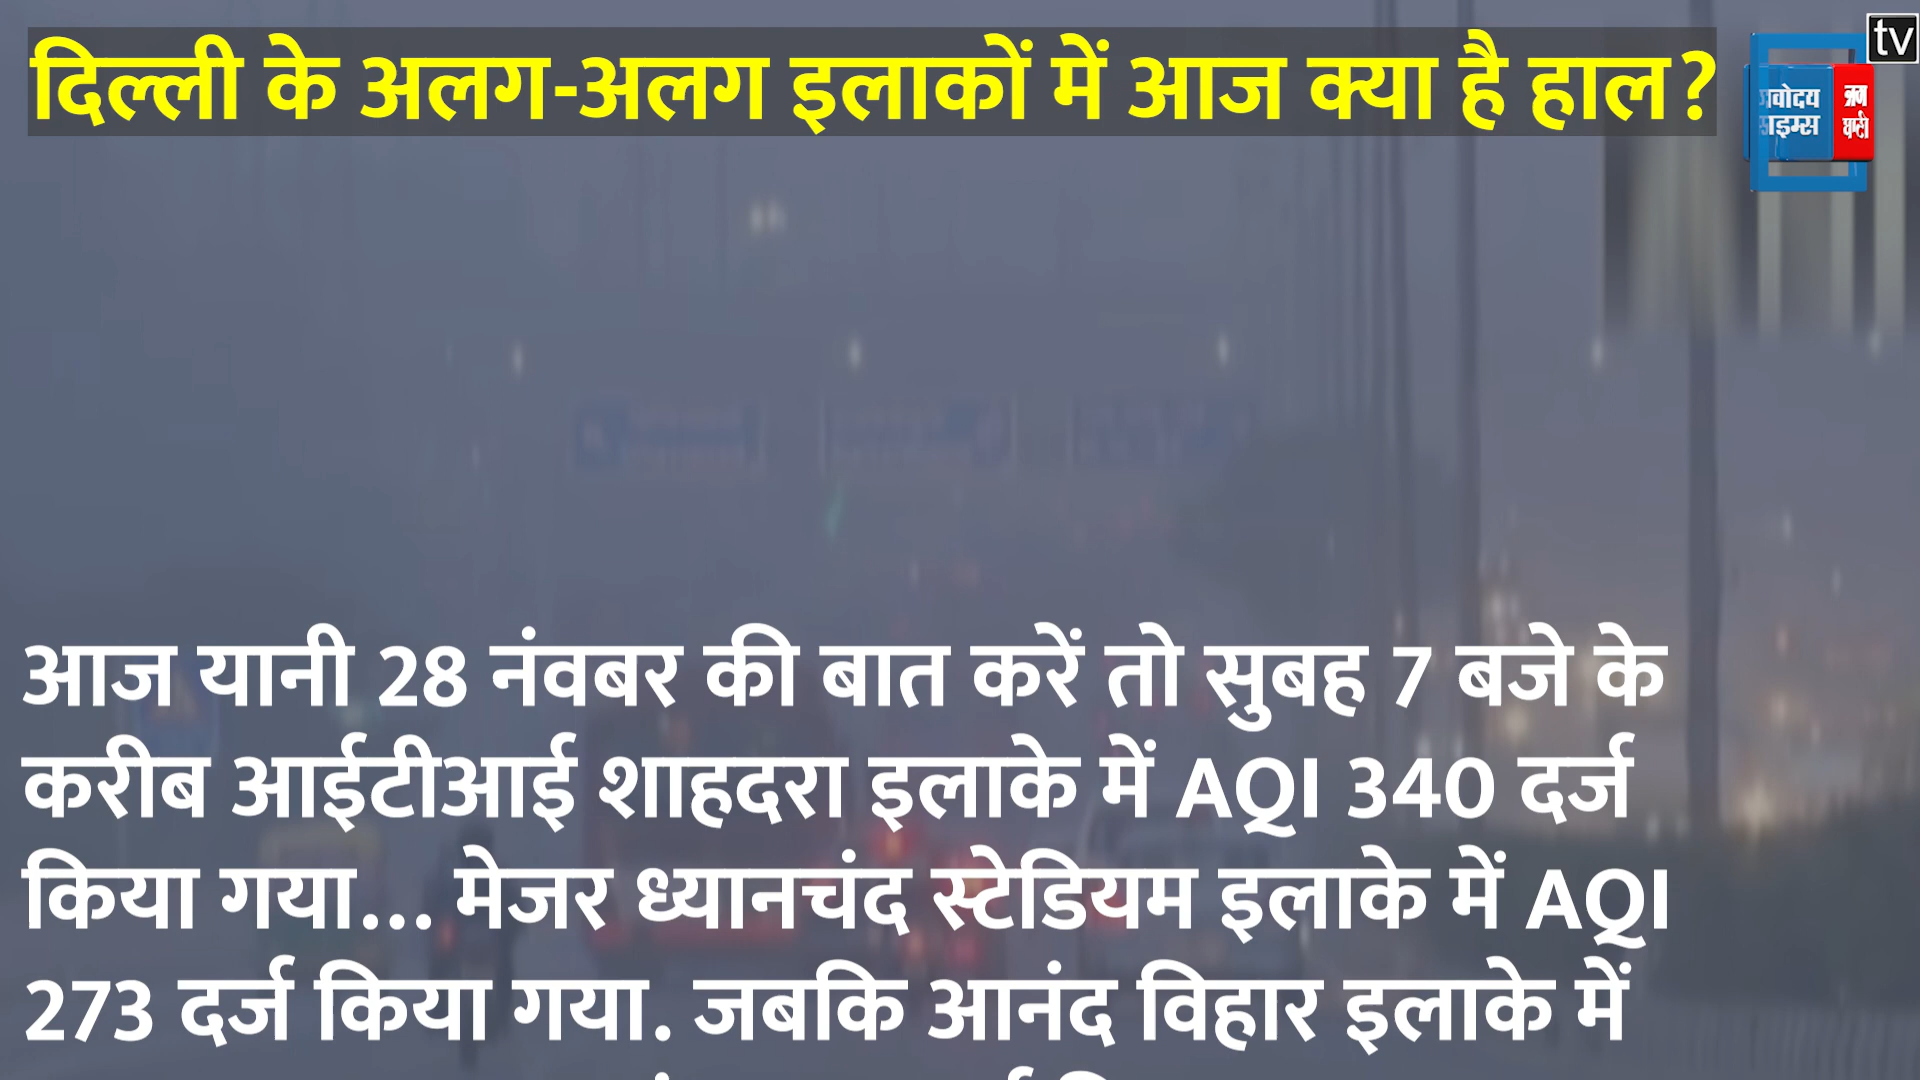 दिल्ली के अलग-अलग इलाकों में आज क्या है हाल?
tv
आज यानी 28 नंवबर की बात करें तो सुबह 7 बजे के
करीब आईटीआई शाहदरा इलाके में AQI 340 दर्ज
किया गया... मेजर ध्यानचंद स्टेडियम इलाके में AQI
273 दर्ज किया गया. जबकि आनंद विहार इलाके में